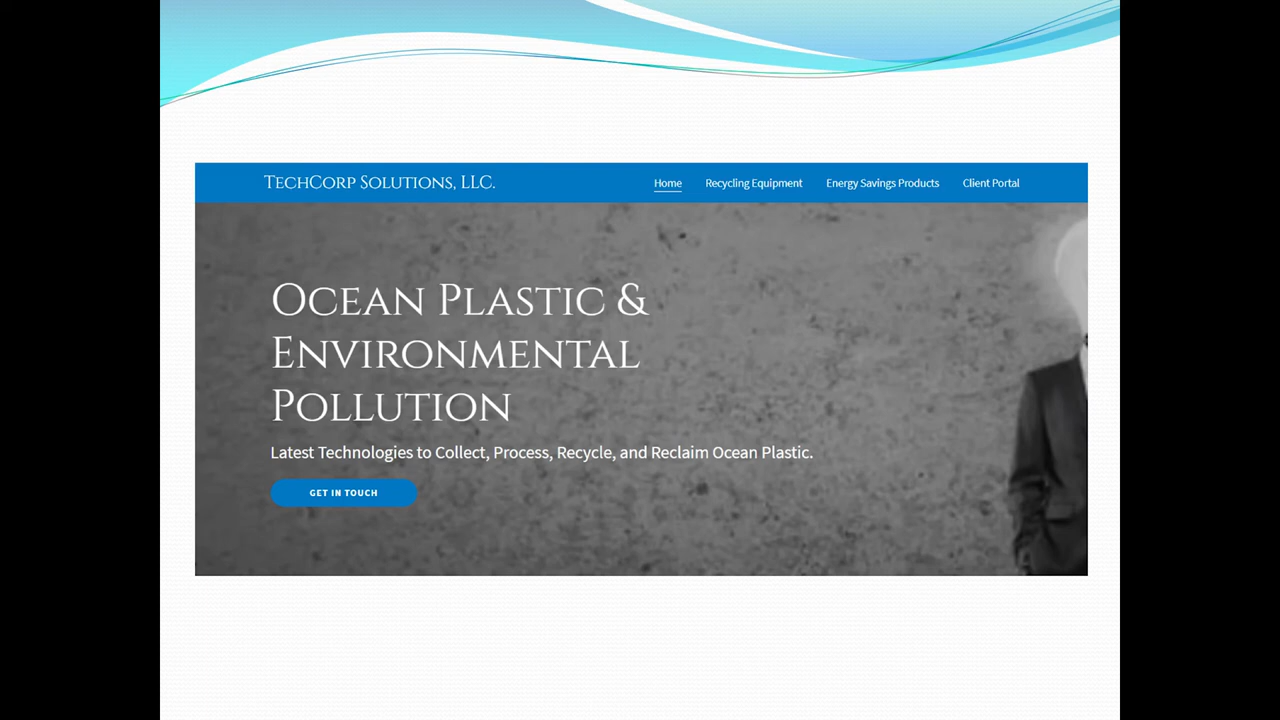 TechCorp Solutions, LLC.
Home Recycling Equipment Energy Savings Products Client Portal
Ocean Plastic &
Environmental
Pollution
Latest Technologies to Collect, Process, Recycle, and Reclaim Ocean Plastic.
GET IN TOUCH